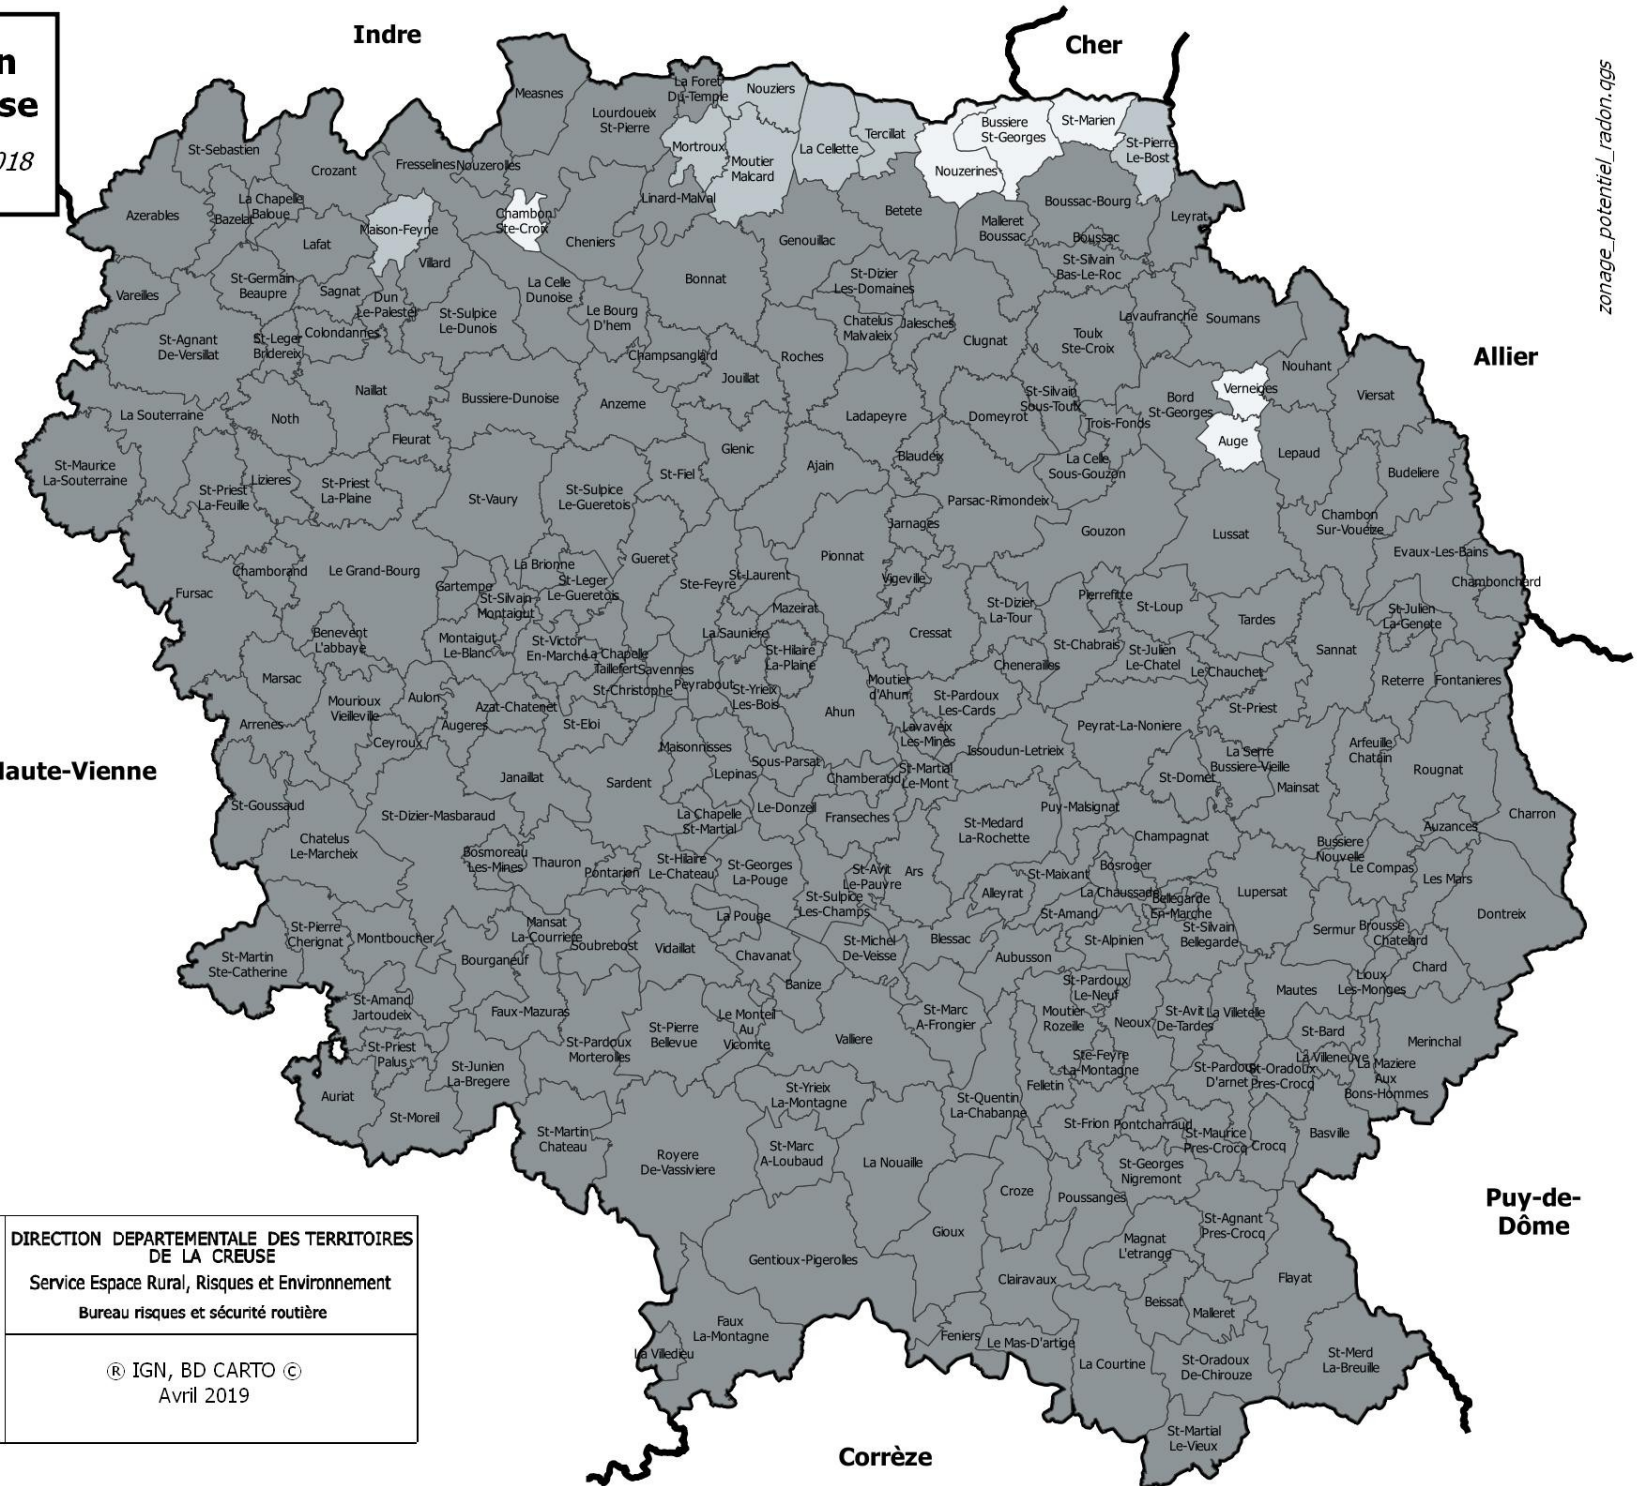 n
se
018
Indre
Cher
zonage_potentiel_radon.qgs
Allier
Haute-Vienne
Puy-de-
Dôme
Corrèze
Measnes
La Foret
Du-Temple
Nouziers
Lourdoueix
St-Pierre
Bussiere
St-Georges
St-Marien
Tercillat
St-Pierre
Le-Bost
St-Sebastien
Mortroux
La Cellette
Moutier
Malcard
Crozant
Fresselines
Nouzerolles
Nouzerines
La Chapelle
Baloue
Linard-Malval
Boussac-Bourg
Azerables
Bazelat
Chambon
Ste-Croix
Betete
Leyrat
Maison-Feyne
Malleret
Boussac
Lafat
Cheniers
Genouillac
Boussac
Villard
St-Silvain
Bas-Le-Roc
St-Germain
Beaupre
Bonnat
St-Dizier
Les-Domaines
La Celle
Dunoise
Vareilles
Sagnat
Dun
Le-Palestel
St-Sulpice
Le-Dunois
Le Bourg
D'hem
Lavaufranche
Soumans
Chatelus
Malvaleix
Jalesches
Colondannes
St-Agnant
De-Versillat
St-Leger
Bridereix
Clugnat
Toulx
Ste-Croix
Champsanglard
Roches
Nouhant
Jouillat
Naillat
Verneiges
Viersat
Bussiere-Dunoise
Anzeme
St-Silvain
Sous-Toulx
Bord
St-Georges
La Souterraine
Noth
Ladapeyre
Domeyrot
Trois-Fonds
Fleurat
Glenic
Auge
Lepaud
Blaudeix
Ajain
St-Maurice
La-Souterraine
La Celle
Sous-Gouzon
St-Fiel
Budeliere
Lizieres
St-Priest
La-Feuille
St-Priest
La-Plaine
St-Vaury
St-Sulpice
Le-Gueretois
Parsac-Rimondeix
Jarnages
Chambon
Sur-Voueize
Gouzon
Lussat
Evaux-Les-Bains
Pionnat
Gueret
La Brionne
Chamborand
Le Grand-Bourg
St-Laurent
Ste-Feyre
Vigeville
Chambonchard
Gartempe
St-Leger
Le-Gueretois
Fursac
St-Silvain
Montaigut
Mazeirat
St-Dizier
La-Tour
Pierrefitte
St-Loup
St-Julien
La-Genete
Tardes
Benevent
L'abbaye
Montaigut
Le-Blanc
St-Victor
En-Marche
La Sauniere
Cressat
St-Chabrais
St-Julien
Le-Chatel
Sannat
La Chapelle
Taillefert
Savennes
St-Hilaire
La-Plaine
Chenerailles
Le Chauchet
Marsac
St-Christophe
Peyrabout
St-Yrieix
Les-Bois
Moutier
d'Ahun
Reterre
Fontanieres
Mourioux
Vieilleville
Aulon
Azat-Chatenet
St-Pardoux
Les-Cards
St-Priest
Ahun
Arrenes
Augeres
St-Eloi
Peyrat-La-Noniere
Lavaveix
Les-Mines
Ceyroux
Maisonnisses
Issoudun-Letrieix
La Serre
Bussiere-Vieille
Arfeuille
Chatain
Sous-Parsat
Lepinas
Chamberaud
St-Martial
Le-Mont
Janaillat
Sardent
St-Domet
Mainsat
Rougnat
St-Goussaud
Le-Donzeil
Puy-Malsignat
St-Dizier-Masbaraud
La Chapelle
St-Martial
Franseches
Charron
St-Medard
La-Rochette
Auzances
Chatelus
Le-Marcheix
Champagnat
Bussiere
Nouvelle
Bosmoreau
Les-Mines
Thauron
Pontarion
St-Hilaire
Le-Chateau
St-Georges
La-Pouge
St-Avit
Le-Pauvre
Ars
St-Maixant
Bosroger
Le Compas
Les Mars
St-Sulpice
Les-Champs
Alleyrat
La Chaussade
Bellegarde
En-Marche
Lupersat
La Pouge
St-Amand
Dontreix
St-Pierre
Cherignat
Montboucher
Mansat
La-Courriere
Soubrebost
Vidaillat
St-Michel
De-Veisse
Blessac
St-Alpinien
St-Silvain
Bellegarde
Sermur
Brousse
Chatelard
St-Martin
Ste-Catherine
Bourganeuf
Chavanat
Aubusson
Chard
Banize
St-Pardoux
Le-Neuf
Mautes
Lioux
Les-Monges
St-Amand
Jartoudeix
Faux-Mazuras
Le Monteil
Au
Vicomte
St-Marc
A-Frongier
Moutier
Rozeille
Neoux
St-Avit
De-Tardes
La Villetelle
St-Pierre
Bellevue
St-Bard
Merinchal
St-Priest
Palus
St-Pardoux
Morterolles
Valliere
Ste-Feyre
La-Montagne
La Villeneuve
St-Junien
La-Bregere
St-Pardoux
D'arnet
St-Oradoux
Pres-Crocq
La Maziere
Aux
Bons-Hommes
Auriat
St-Yrieix
La-Montagne
Felletin
St-Quentin
La-Chabanne
St-Moreil
St-Frion
Pontcharraud
St-Maurice
Pres-Crocq
Crocq
Basville
St-Martin
Chateau
St-Marc
A-Loubaud
Royere
De-Vassiviere
La Nouaille
St-Georges
Nigremont
Croze
Poussanges
St-Agnant
Pres-Crocq
Gioux
Magnat
L'etrange
Gentioux-Pigerolles
Clairavaux
Flayat
Beissat
Malleret
Faux
La-Montagne
Feniers
Le Mas-D'artige
La Villedieu
La Courtine
St-Oradoux
De-Chirouze
St-Merd
La-Breuille
St-Martial
Le-Vieux
DIRECTION DEPARTEMENTALE DES TERRITOIRES
DE LA CREUSE
Service Espace Rural, Risques et Environnement
Bureau risques et sécurité routière
® IGN, BD CARTO ©
Avril 2019